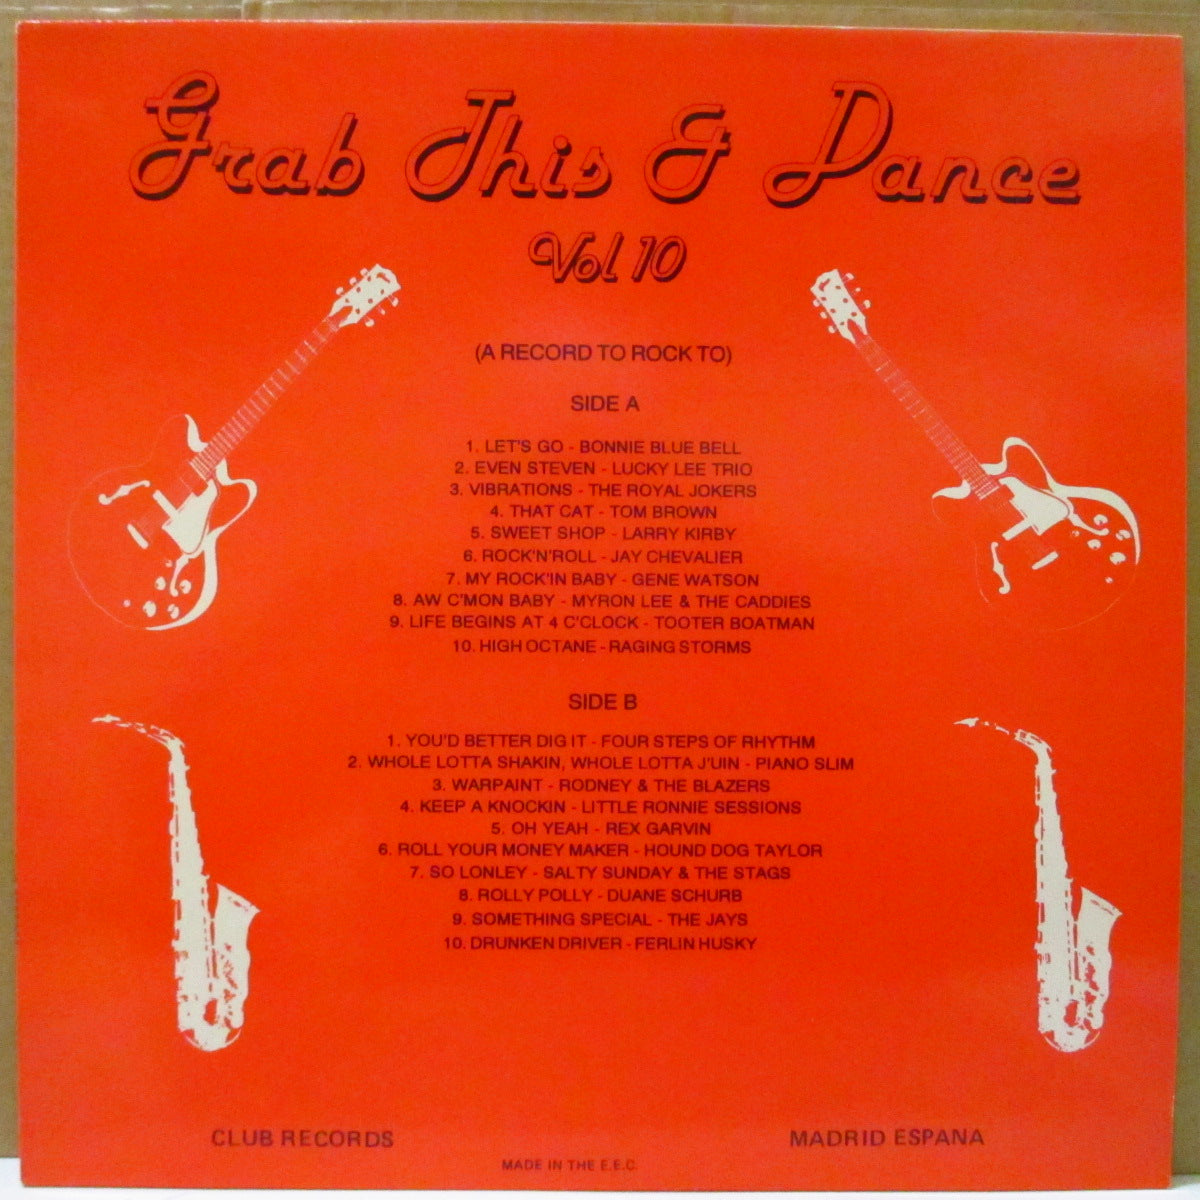 Grab This & Dance
Vol 10
(A RECORD TO ROCK TO)
SIDE A
1. LET'S GO - BONNIE BLUE BELL
2. EVEN STEVEN - LUCKY LEE TRIO
3. VIBRATIONS - THE ROYAL JOKERS
4. THAT CAT - TOM BROWN
5. SWEET SHOP - LARRY KIRBY
6. ROCK'N'ROLL - JAY CHEVALIER
7. MY ROCK'IN BABY - GENE WATSON
8. AW C'MON BABY - MYRON LEE & THE CADDIES
9. LIFE BEGINS AT 4 C'CLOCK - TOOTER BOATMAN
10. HIGH OCTANE - RAGING STORMS
SIDE B
1. YOU'D BETTER DIG IT - FOUR STEPS OF RHYTHM
2. WHOLE LOTTA SHAKIN, WHOLE LOTTA J'UIN - PIANO SLIM
3. WARPAINT - RODNEY & THE BLAZERS
4. KEEP A KNOCKIN - LITTLE RONNIE SESSIONS
5. OH YEAH - REX GARVIN
6. ROLL YOUR MONEY MAKER - HOUND DOG TAYLOR
7. SO LONLEY - SALTY SUNDAY & THE STAGS
8. ROLLY POLLY - DUANE SCHURB
9. SOMETHING SPECIAL - THE JAYS
10. DRUNKEN DRIVER - FERLIN HUSKY
CLUB RECORDS
MADRID ESPANA
MADE IN THE E.E.C.